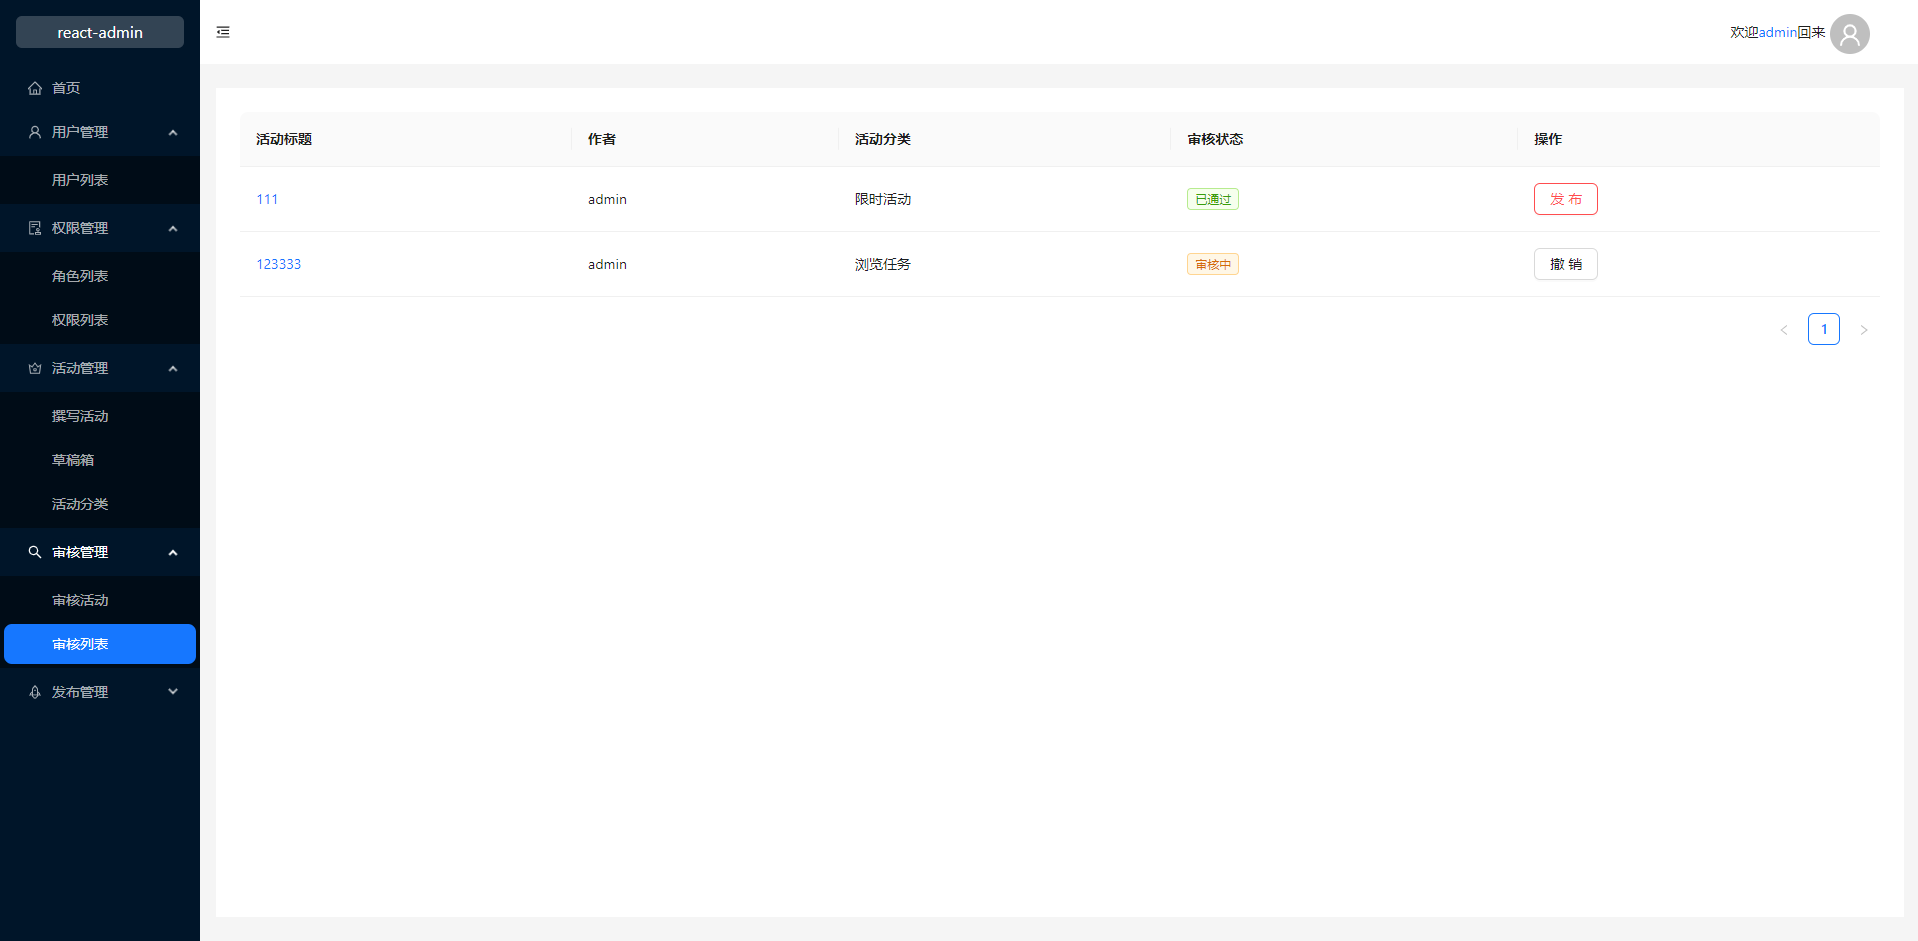 react-admin
首页
用户管理
用户列表
权限管理
角色列表
权限列表
活动管理
撰写活动
草稿箱
活动分类
审核管理
审核活动
审核列表
发布管理
欢迎admin回来
活动标题 作者 活动分类 审核状态 操作
111 admin 限时活动 已通过 发 布
123333 admin 浏览任务 审核中 撤 销
1